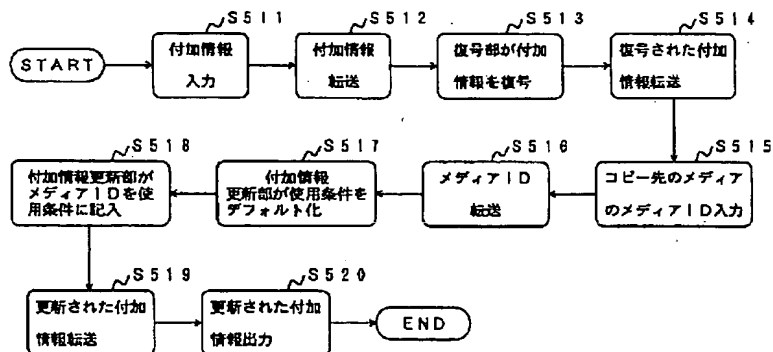 START
S511
付加情報
入力
S512
付加情報
転送
S513
復号部が付加
情報を復号
S514
復号された付加
情報転送
S515
コピー先のメディア
のメディアID入力
S516
メディアID
転送
S517
付加情報
更新部が使用条件を
デフォルト化
S518
付加情報更新部が
メディアIDを使
用条件に記入
S519
更新された付加
情報転送
S520
更新された付加
情報出力
END